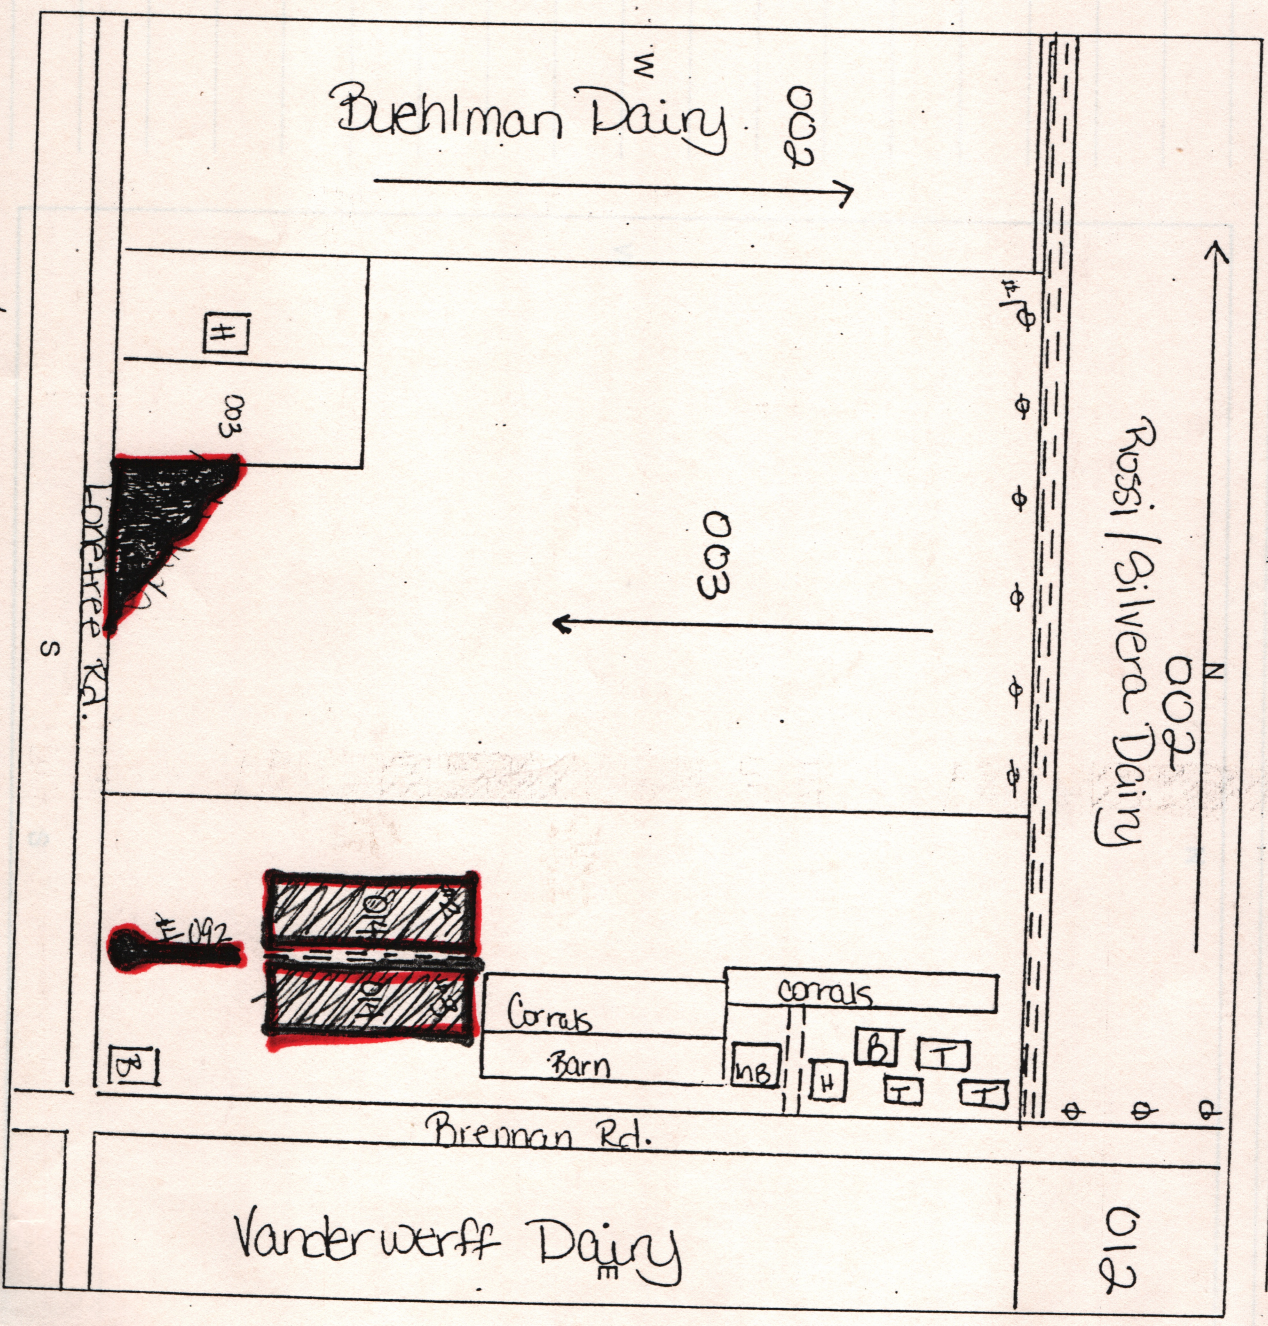 W
Buehlman Dairy
002
#1
H
003
003
Rossi/Silvera Dairy
N
002
Lonetree Rd.
S
#092
Corrals
corrals
Barn
MB
H
B
T
T
T
B
Brennan Rd.
Vanderwerff Dairy
E
012